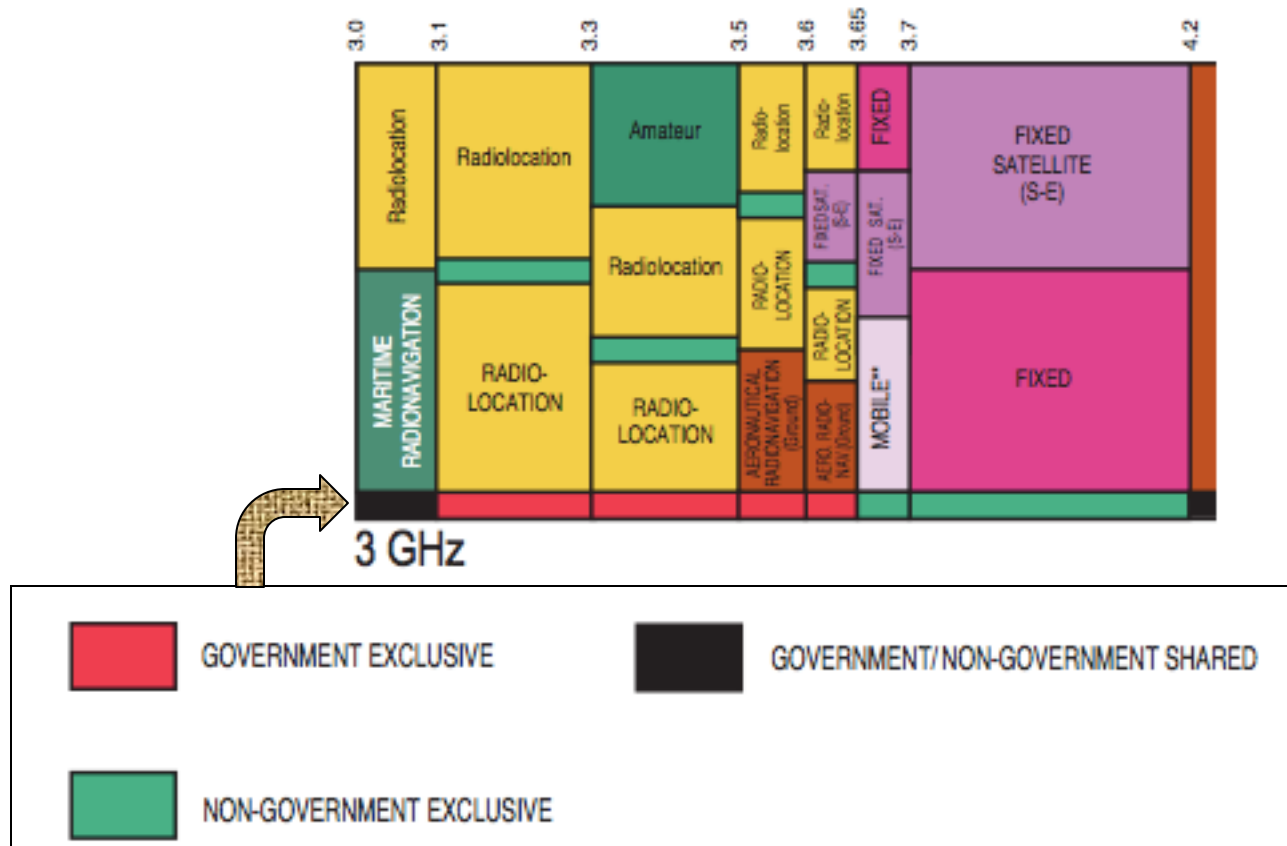 3.0
3.1
3.3
3.5
3.6
3.65
3.7
4.2
Radiolocation
MARITIME
RADIONAVIGATION
Radiolocation
RADIO-
LOCATION
Amateur
Radiolocation
RADIO-
LOCATION
Radio-
location
RADIO-
LOCATION
AERONAUTICAL
RADIONAVIGATION
(Ground)
Radio-
location
FIXED SAT.
(S-E)
RADIO-
LOCATION
AERO. RADIO-
NAV.(Ground)
FIXED
FIXED SAT.
(S-E)
MOBILE**
FIXED
SATELLITE
(S-E)
FIXED
3 GHz
GOVERNMENT EXCLUSIVE
GOVERNMENT/ NON-GOVERNMENT SHARED
NON-GOVERNMENT EXCLUSIVE